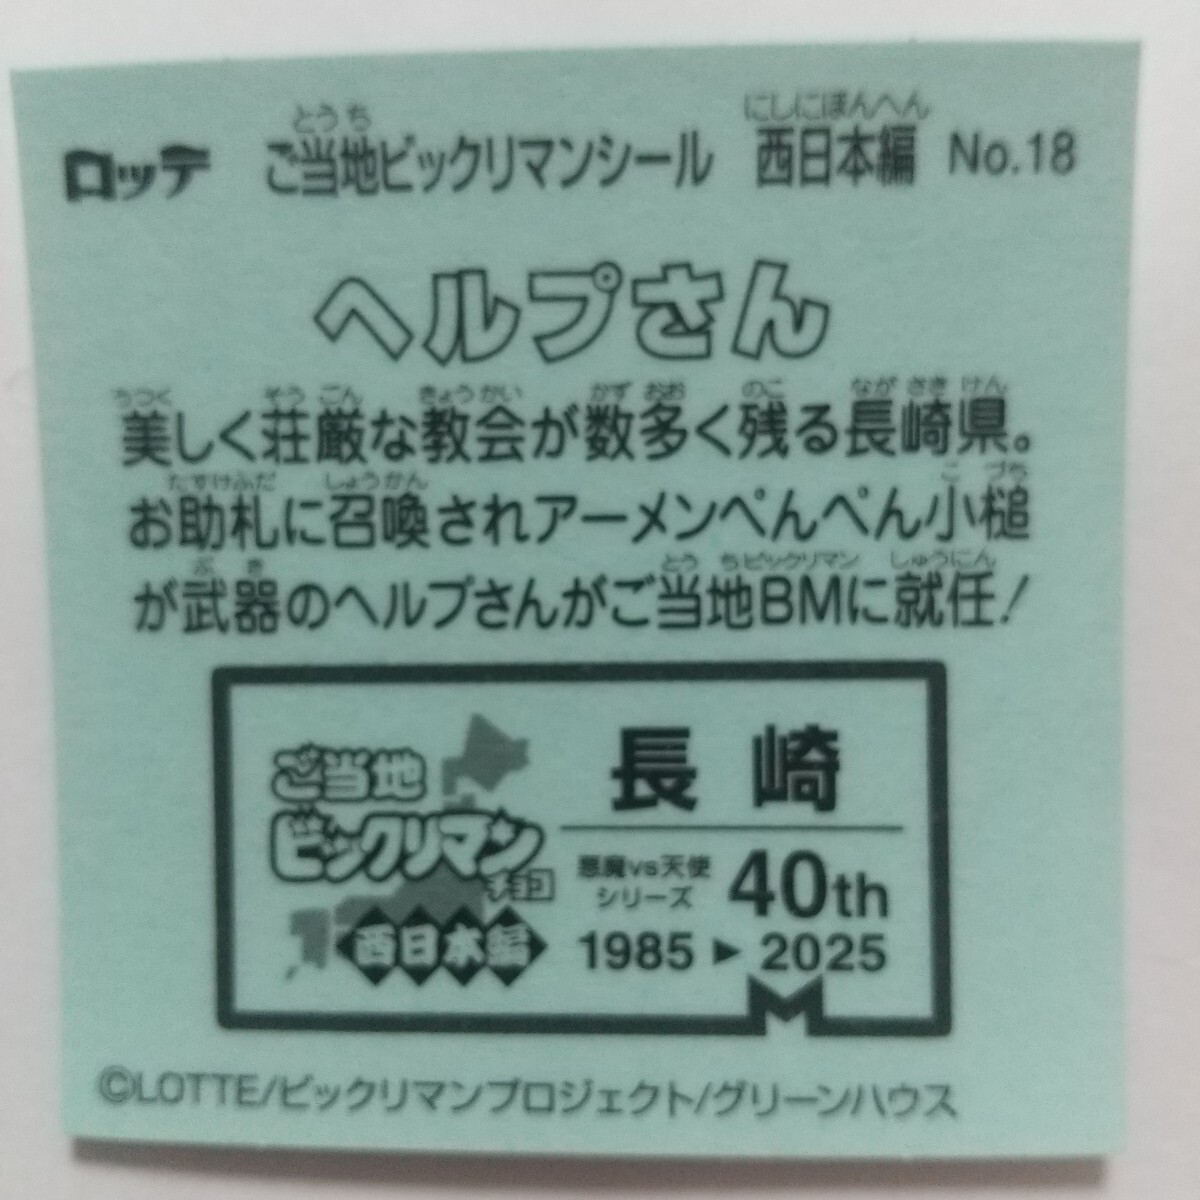 ロッテ ご当地ビックリマンシール 西日本編 No.18
ヘルプさん
美しく荘厳な教会が数多く残る長崎県。
お助札に召喚されアーメンペんぺん小槌
が武器のヘルプさんがご当地BMに就任!
ご当地
ビックリマン
チョコ
西日本編
長崎
悪魔vs天使
シリーズ
40th
1985▶2025
©LOTTE/ビックリマンプロジェクト/グリーンハウス